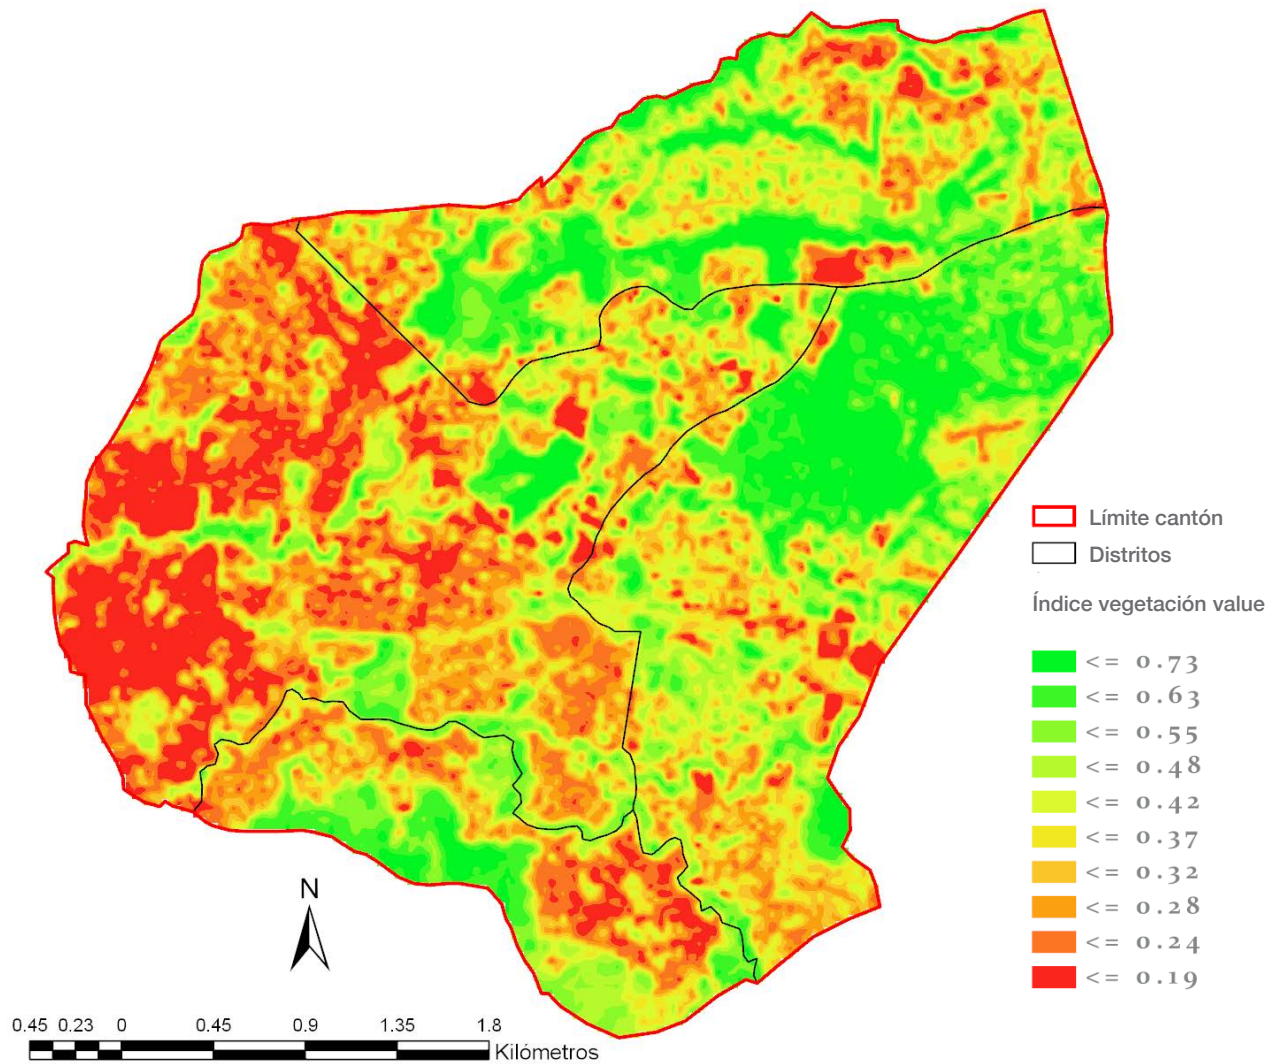 Límite cantón
Distritos
Índice vegetación value
<= 0.73
<= 0.63
<= 0.55
<= 0.48
<= 0.42
<= 0.37
<= 0.32
<= 0.28
<= 0.24
<= 0.19
N
0.45 0.23 0 0.45 0.9 1.35 1.8
Kilómetros